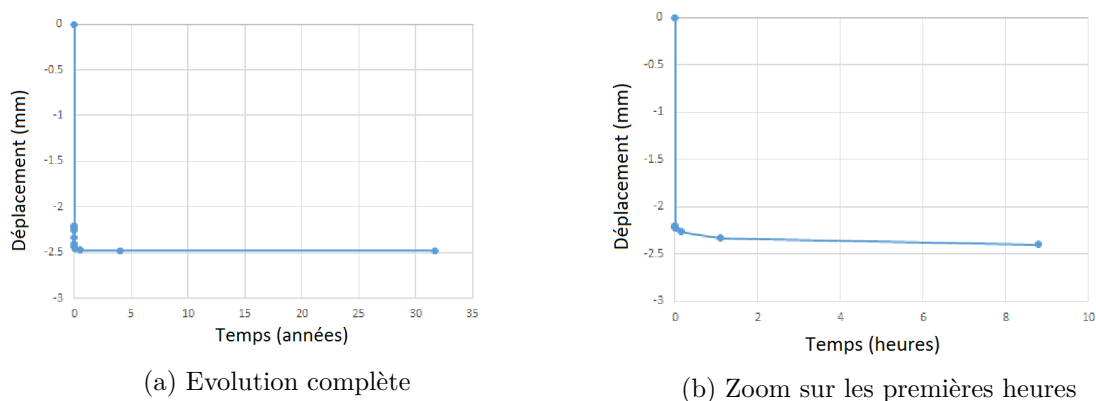 0
-0.5
-1
-1.5
-2
-2.5
-3
Déplacement (mm)
0 5 10 15 20 25 30 35
Temps (années)
(a) Evolution complète
0
-0.5
-1
-1.5
-2
-2.5
-3
Déplacement (mm)
0 2 4 6 8 10
Temps (heures)
(b) Zoom sur les premières heures